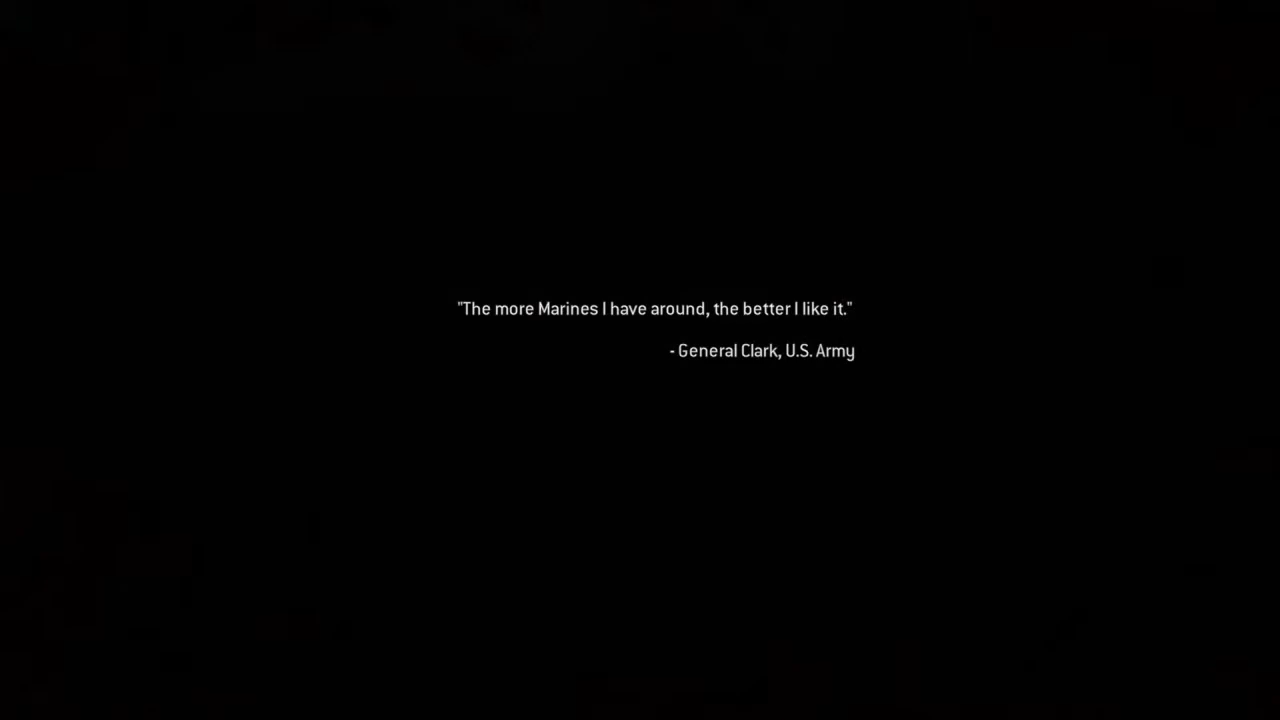 "The more Marines I have around, the better I like it."
- General Clark, U.S. Army